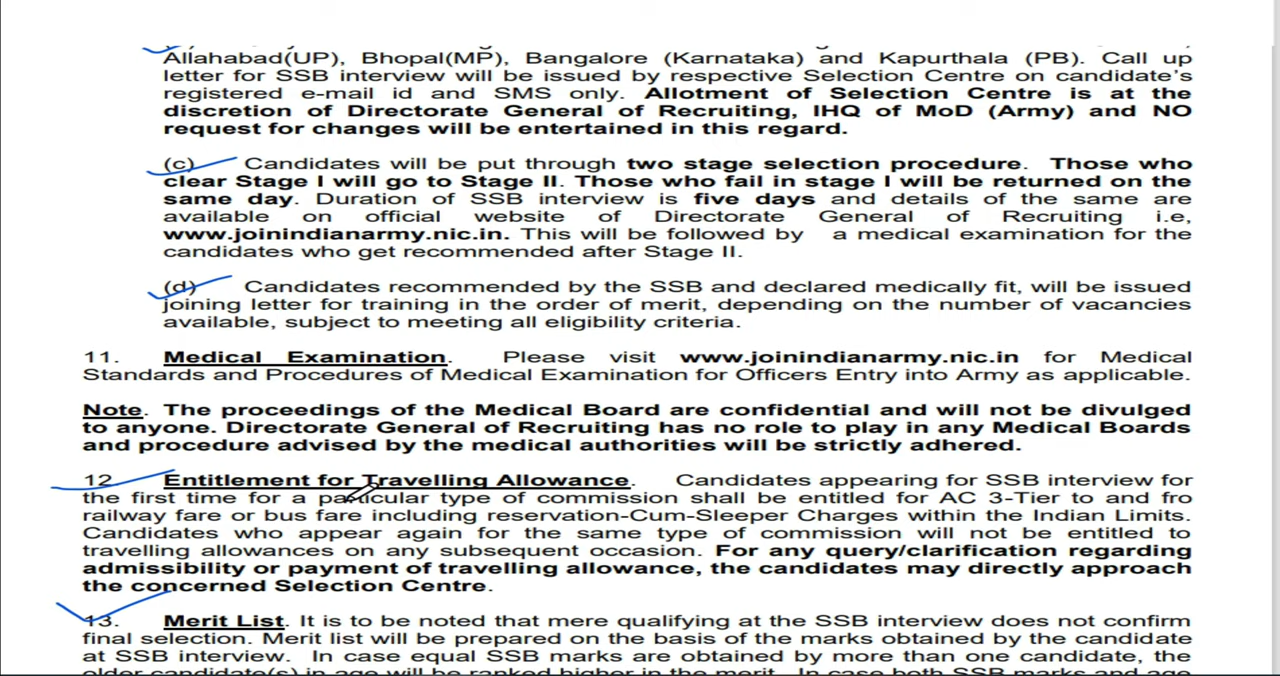 Allahabad(UP), Bhopal(MP), Bangalore (Karnataka) and Kapurthala (PB). Call up
letter for SSB interview will be issued by respective Selection Centre on candidate's
registered e-mail id and SMS only. Allotment of Selection Centre is at the
discretion of Directorate General of Recruiting, IHQ of MoD (Army) and NO
request for changes will be entertained in this regard.
(c) Candidates will be put through two stage selection procedure. Those who
clear Stage I will go to Stage II. Those who fail in stage I will be returned on the
same day. Duration of SSB interview is five days and details of the same are
available on official website of Directorate General of Recruiting i.e,
www.joinindianarmy.nic.in. This will be followed by a medical examination for the
candidates who get recommended after Stage II.
(d) Candidates recommended by the SSB and declared medically fit, will be issued
joining letter for training in the order of merit, depending on the number of vacancies
available, subject to meeting all eligibility criteria.
11. Medical Examination. Please visit www.joinindianarmy.nic.in for Medical
Standards and Procedures of Medical Examination for Officers Entry into Army as applicable.
Note. The proceedings of the Medical Board are confidential and will not be divulged
to anyone. Directorate General of Recruiting has no role to play in any Medical Boards
and procedure advised by the medical authorities will be strictly adhered.
12. Entitlement for Travelling Allowance. Candidates appearing for SSB interview for
the first time for a particular type of commission shall be entitled for AC 3-Tier to and fro
railway fare or bus fare including reservation-Cum-Sleeper Charges within the Indian Limits.
Candidates who appear again for the same type of commission will not be entitled to
travelling allowances on any subsequent occasion. For any query/clarification regarding
admissibility or payment of travelling allowance, the candidates may directly approach
the concerned Selection Centre.
13. Merit List. It is to be noted that mere qualifying at the SSB interview does not confirm
final selection. Merit list will be prepared on the basis of the marks obtained by the candidate
at SSB interview. In case equal SSB marks are obtained by more than one candidate, the
older candidate(s) in age will be ranked higher in the merit. In case both SSB marks and age